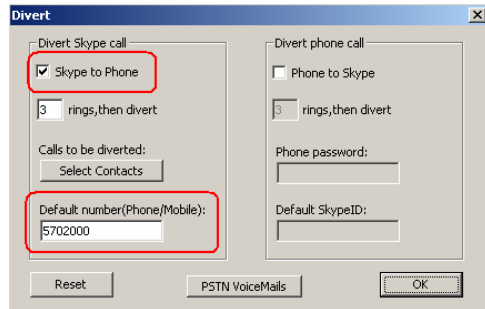 Divert
Divert Skype call
Skype to Phone
3 rings,then divert
Calls to be diverted:
Select Contacts
Default number(Phone/Mobile):
5702000
Divert phone call
Phone to Skype
3 rings,then divert
Phone password:
Default SkypeID:
Reset
PSTN VoiceMails
OK